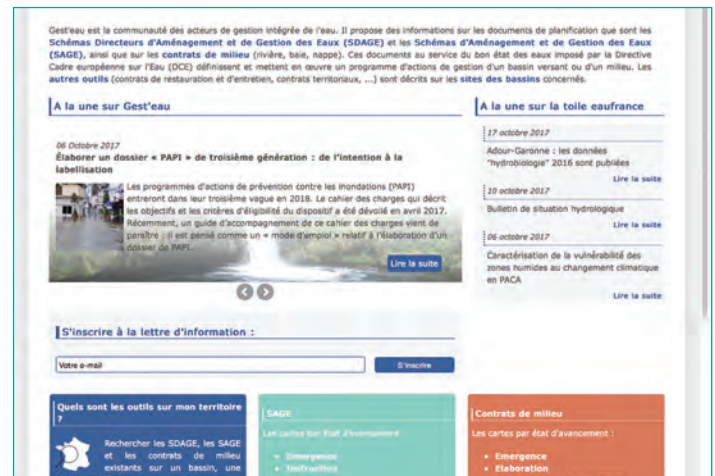 Gest'eau est la communauté des acteurs de gestion intégrée de l'eau. Il propose des informations sur les documents de planification que sont les
Schémas Directeurs d'Aménagement et de Gestion des Eaux (SDAGE) et les Schémas d'Aménagement et de Gestion des Eaux
(SAGE), ainsi que sur les contrats de milieu (rivière, baie, nappe). Ces documents au service du bon état des eaux imposé par la Directive
Cadre européenne sur l'Eau (DCE) définissent et mettent en œuvre un programme d'actions de gestion d'un bassin versant ou d'un milieu. Les
autres outils (contrats de restauration et d'entretien, contrats territoriaux, ...) sont décrits sur les sites des bassins concernés.
A la une sur Gest'eau
06 Octobre 2017
Élaborer un dossier « PAPI » de troisième génération : de l'intention à la
labellisation
Les programmes d'actions de prévention contre les inondations (PAPI)
entreront dans leur troisième vague en 2018. Le cahier des charges qui décrit
les objectifs et les critères d'éligibilité du dispositif a été dévoilé en avril 2017.
Récemment, un guide d'accompagnement de ce cahier des charges vient de
paraître : il est pensé comme un « mode d'emploi » relatif à l'élaboration d'un
dossier de PAPI.
Lire la suite
A la une sur la toile eaufrance
17 octobre 2017
Adour-Garonne : les données
"hydrobiologie" 2016 sont publiées
Lire la suite
10 octobre 2017
Bulletin de situation hydrologique
Lire la suite
06 octobre 2017
Caractérisation de la vulnérabilité des
zones humides au changement climatique
en PACA
Lire la suite
S'inscrire à la lettre d'information :
Votre e-mail
S'inscrire
Quels sont les outils sur mon territoire
?
Rechercher les SDAGE, les SAGE
et les contrats de milieu
existants sur un bassin, une
SAGE
Les cartes par état d'avancement
• Emergence
• Instruction
Contrats de milieu
Les cartes par état d'avancement :
• Emergence
• Elaboration